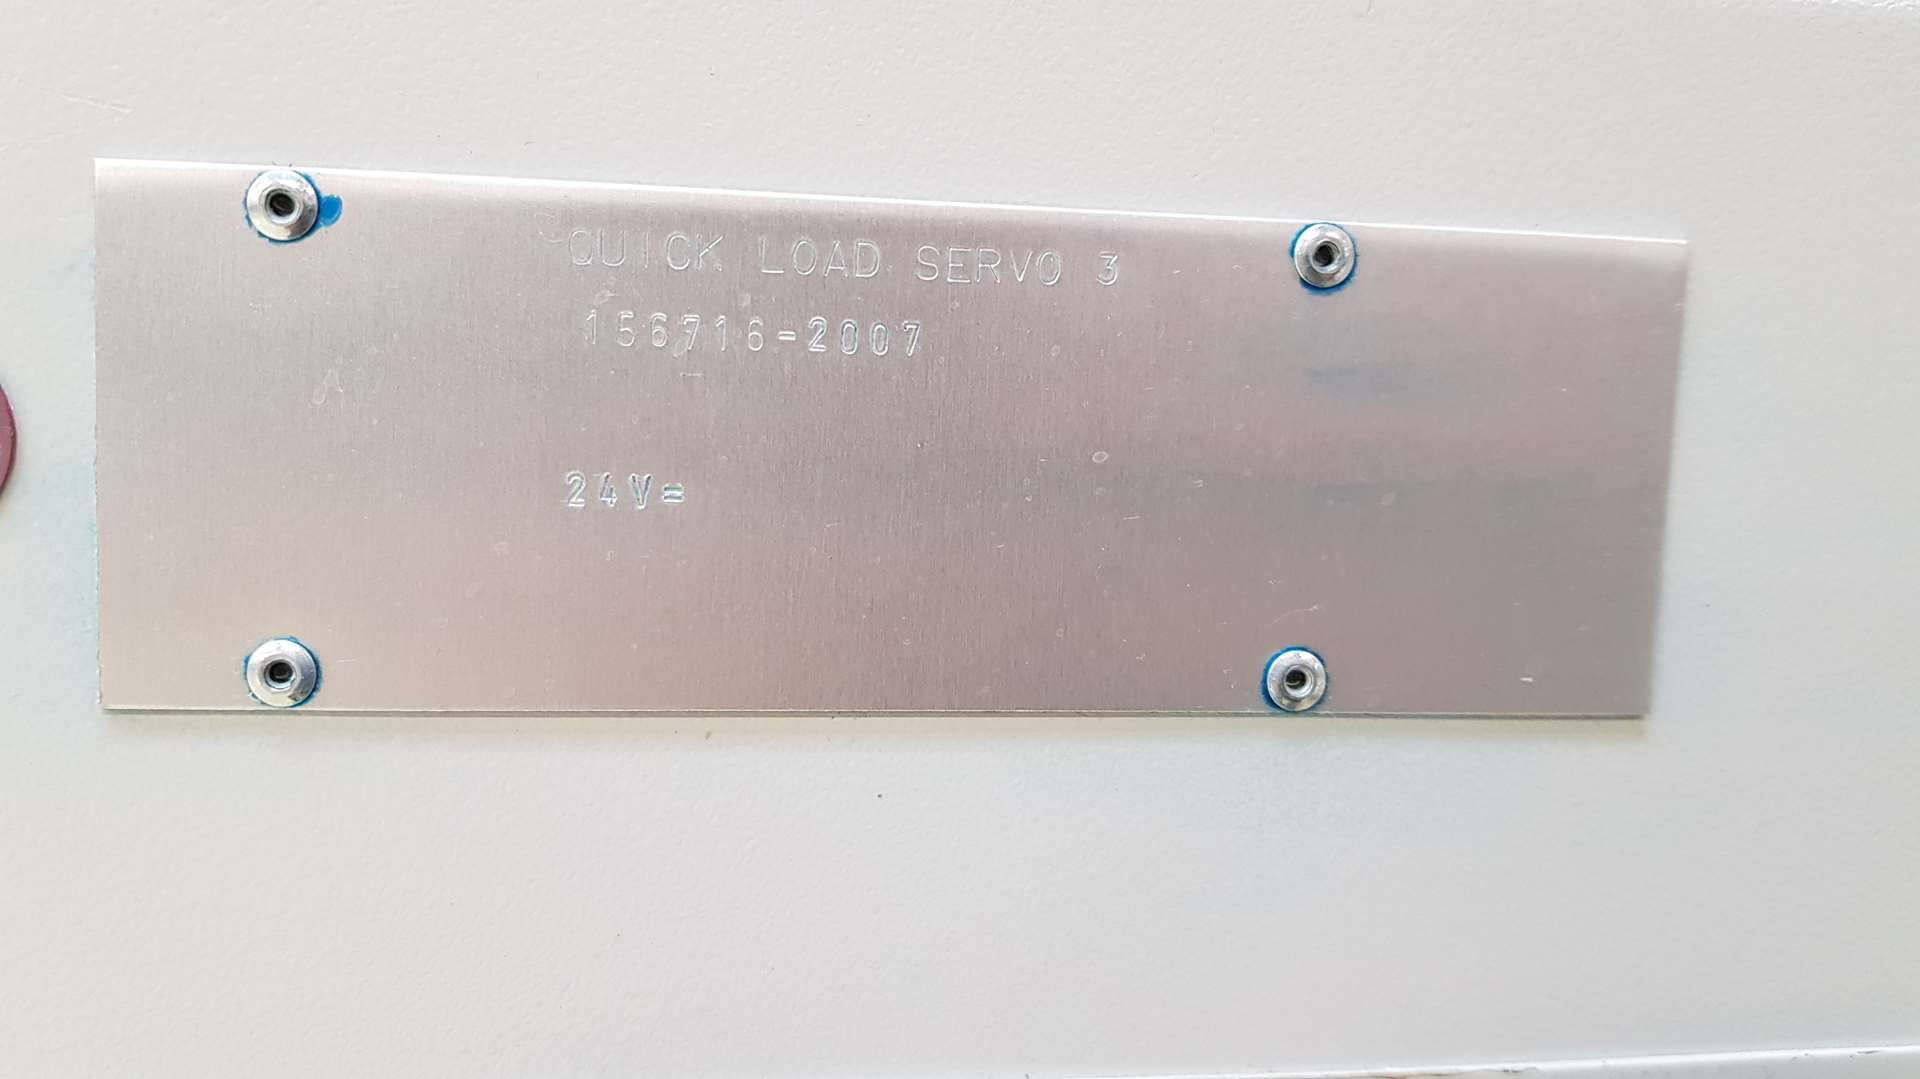 QUICK LOAD SERVO 3
156716-2007
24V=